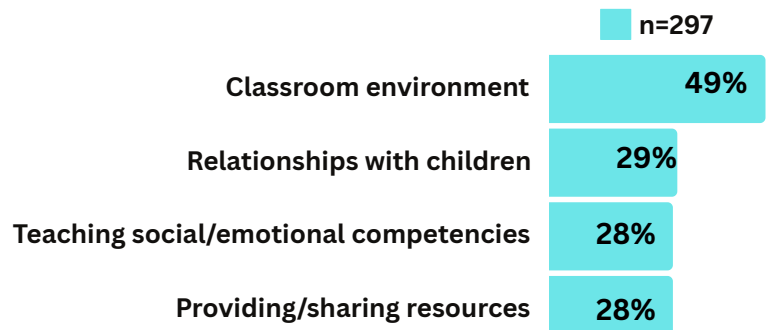 n=297
Classroom environment 49%
Relationships with children 29%
Teaching social/emotional competencies 28%
Providing/sharing resources 28%